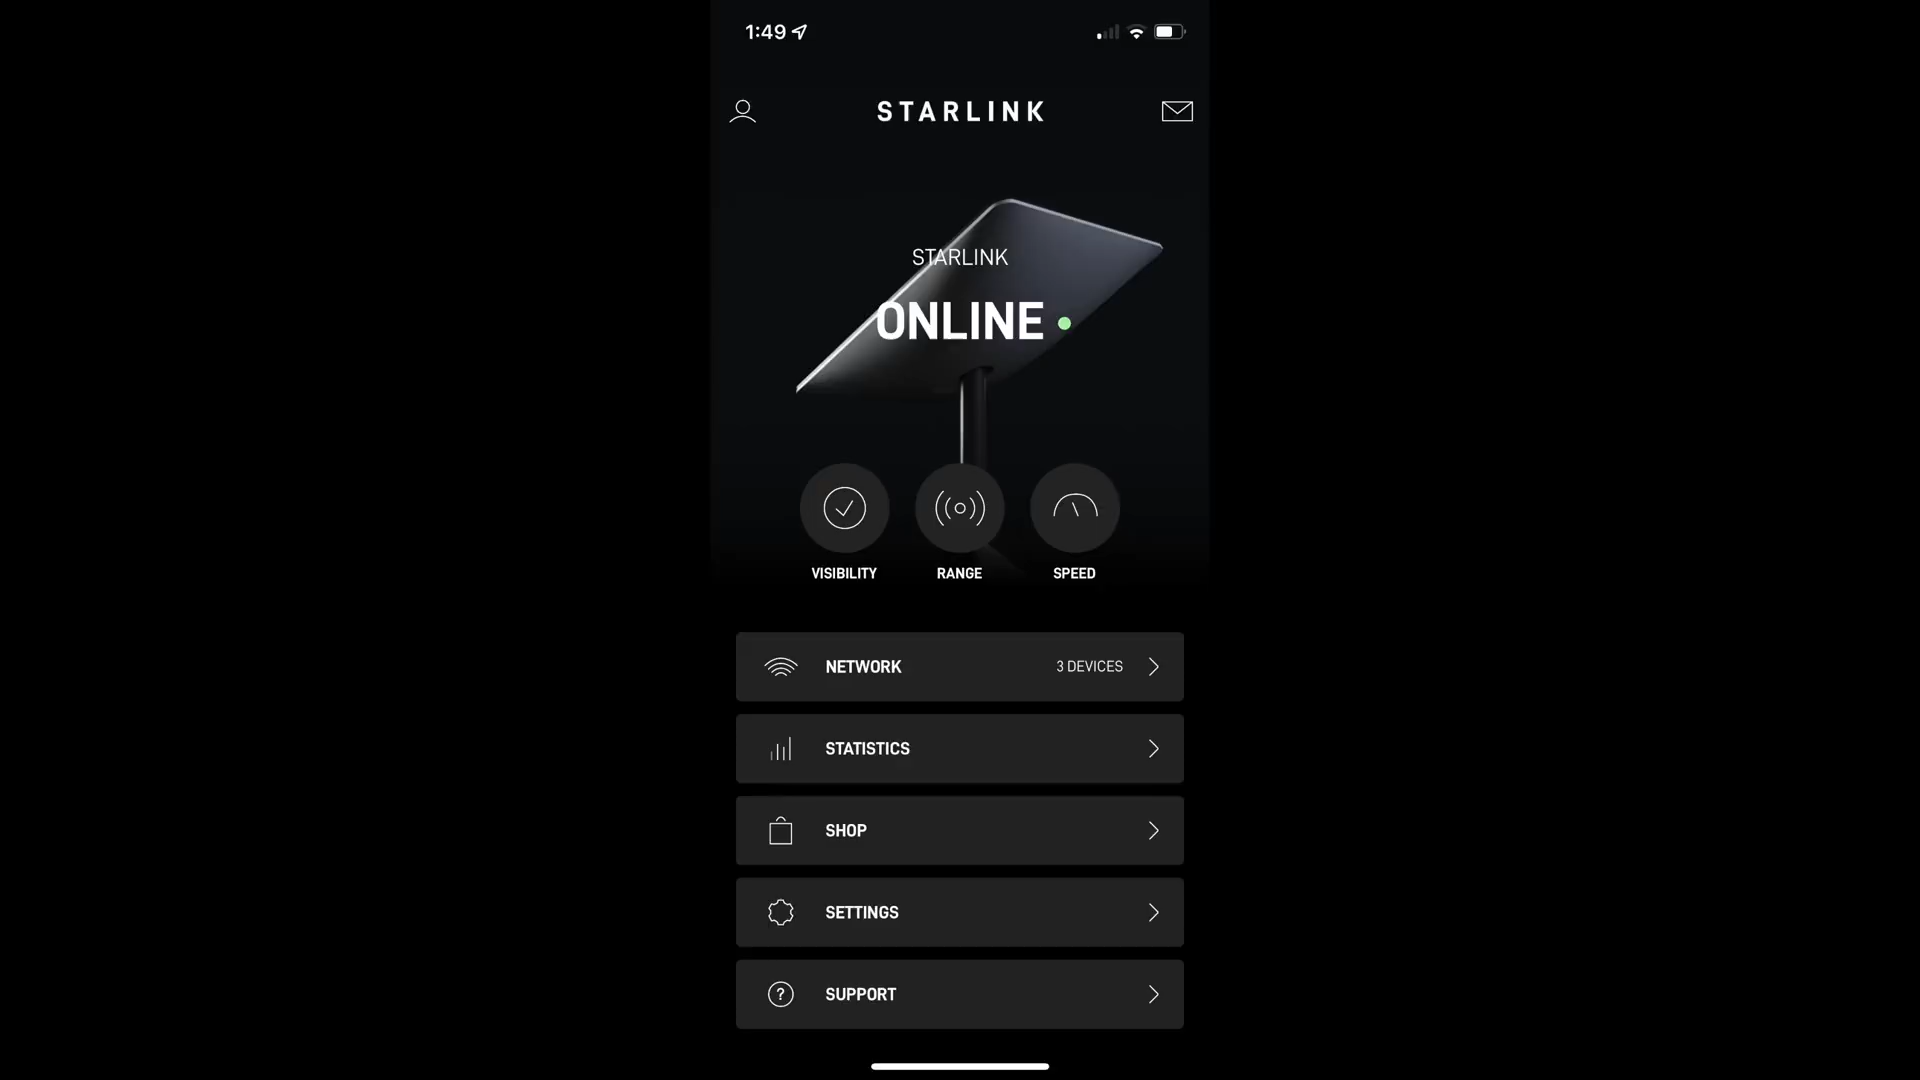 1:49
STARLINK
STARLINK
ONLINE
VISIBILITY
RANGE
SPEED
NETWORK
3 DEVICES
STATISTICS
SHOP
SETTINGS
?
SUPPORT